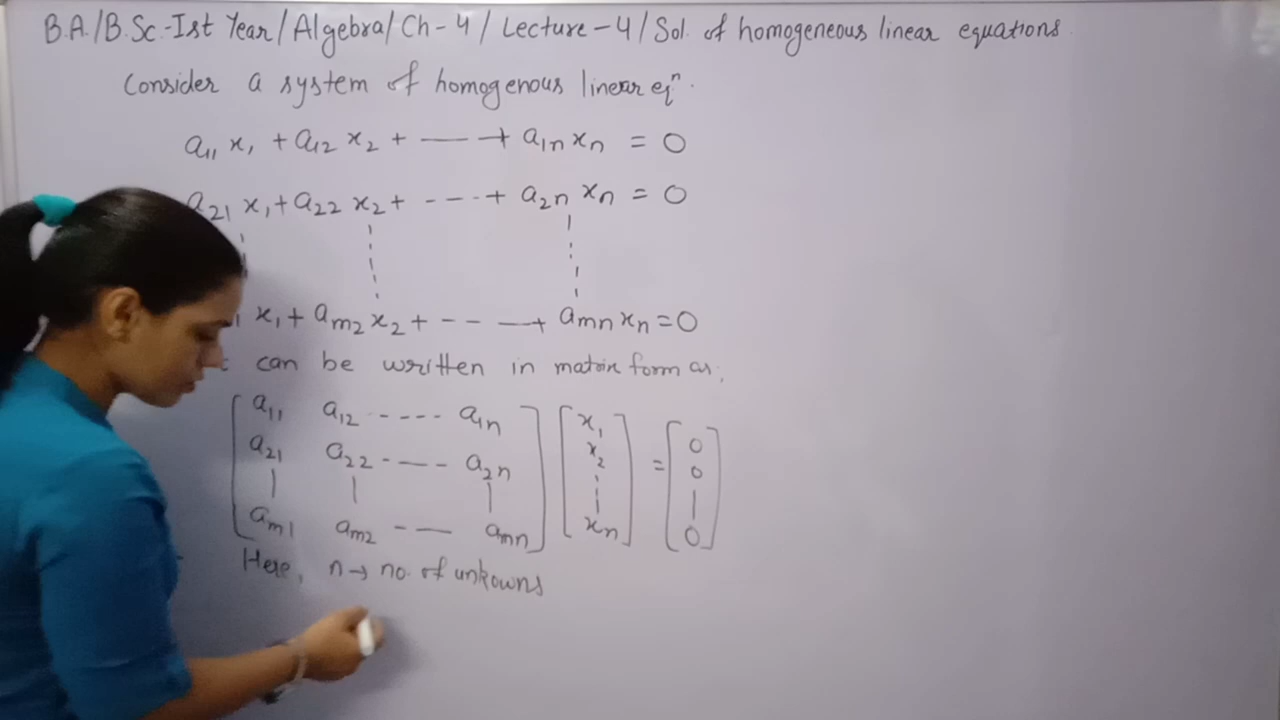 B.A./B.Sc.-Ist Year/Algebra/Ch-4/Lecture-4/Sol. of homogeneous linear equations
Consider a system of homogenous linear eqⁿ.
a₁₁ x₁ + a₁₂ x₂ + —— + a₁ₙ xₙ = 0
a₂₁ x₁ + a₂₂ x₂ + ---- + a₂ₙ xₙ = 0
x₁ + aₘ₂ x₂ + -- — + aₘₙ xₙ = 0
can be written in matrix form as,
[a₁₁ a₁₂ ---- a₁ₙ] [x₁] = [0]
[a₂₁ a₂₂ -—-- a₂ₙ] [x₂] [0]
[aₘ₁ aₘ₂ -— aₘₙ] [xₙ] [0]
Here, n → no. of unkowns